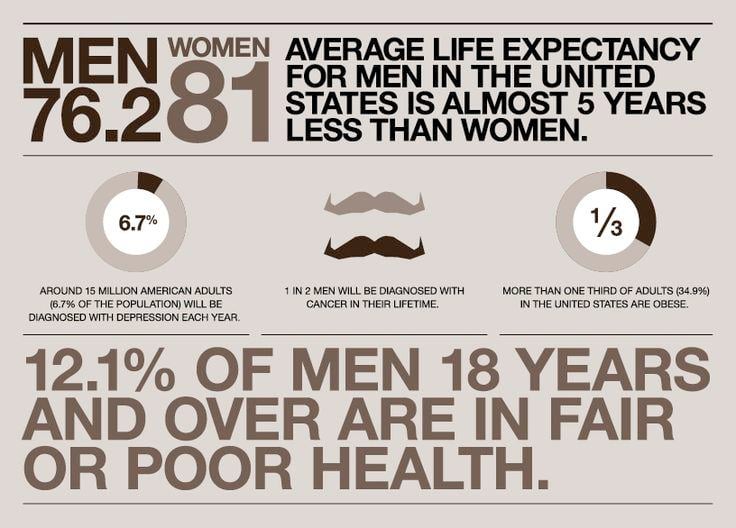 MEN
76.2
WOMEN
81
AVERAGE LIFE EXPECTANCY
FOR MEN IN THE UNITED
STATES IS ALMOST 5 YEARS
LESS THAN WOMEN.
6.7%
AROUND 15 MILLION AMERICAN ADULTS
(6.7% OF THE POPULATION) WILL BE
DIAGNOSED WITH DEPRESSION EACH YEAR.
1 IN 2 MEN WILL BE DIAGNOSED WITH
CANCER IN THEIR LIFETIME.
1/3
MORE THAN ONE THIRD OF ADULTS (34.9%)
IN THE UNITED STATES ARE OBESE.
12.1% OF MEN 18 YEARS
AND OVER ARE IN FAIR
OR POOR HEALTH.